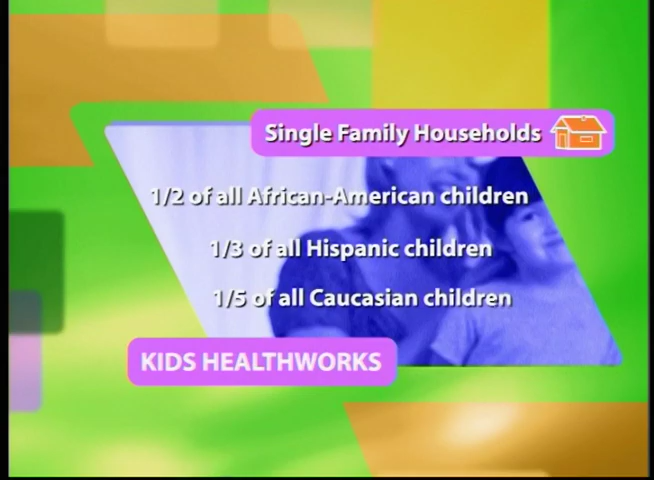 Single Family Households
1/2 of all African-American children
1/3 of all Hispanic children
1/5 of all Caucasian children
KIDS HEALTHWORKS